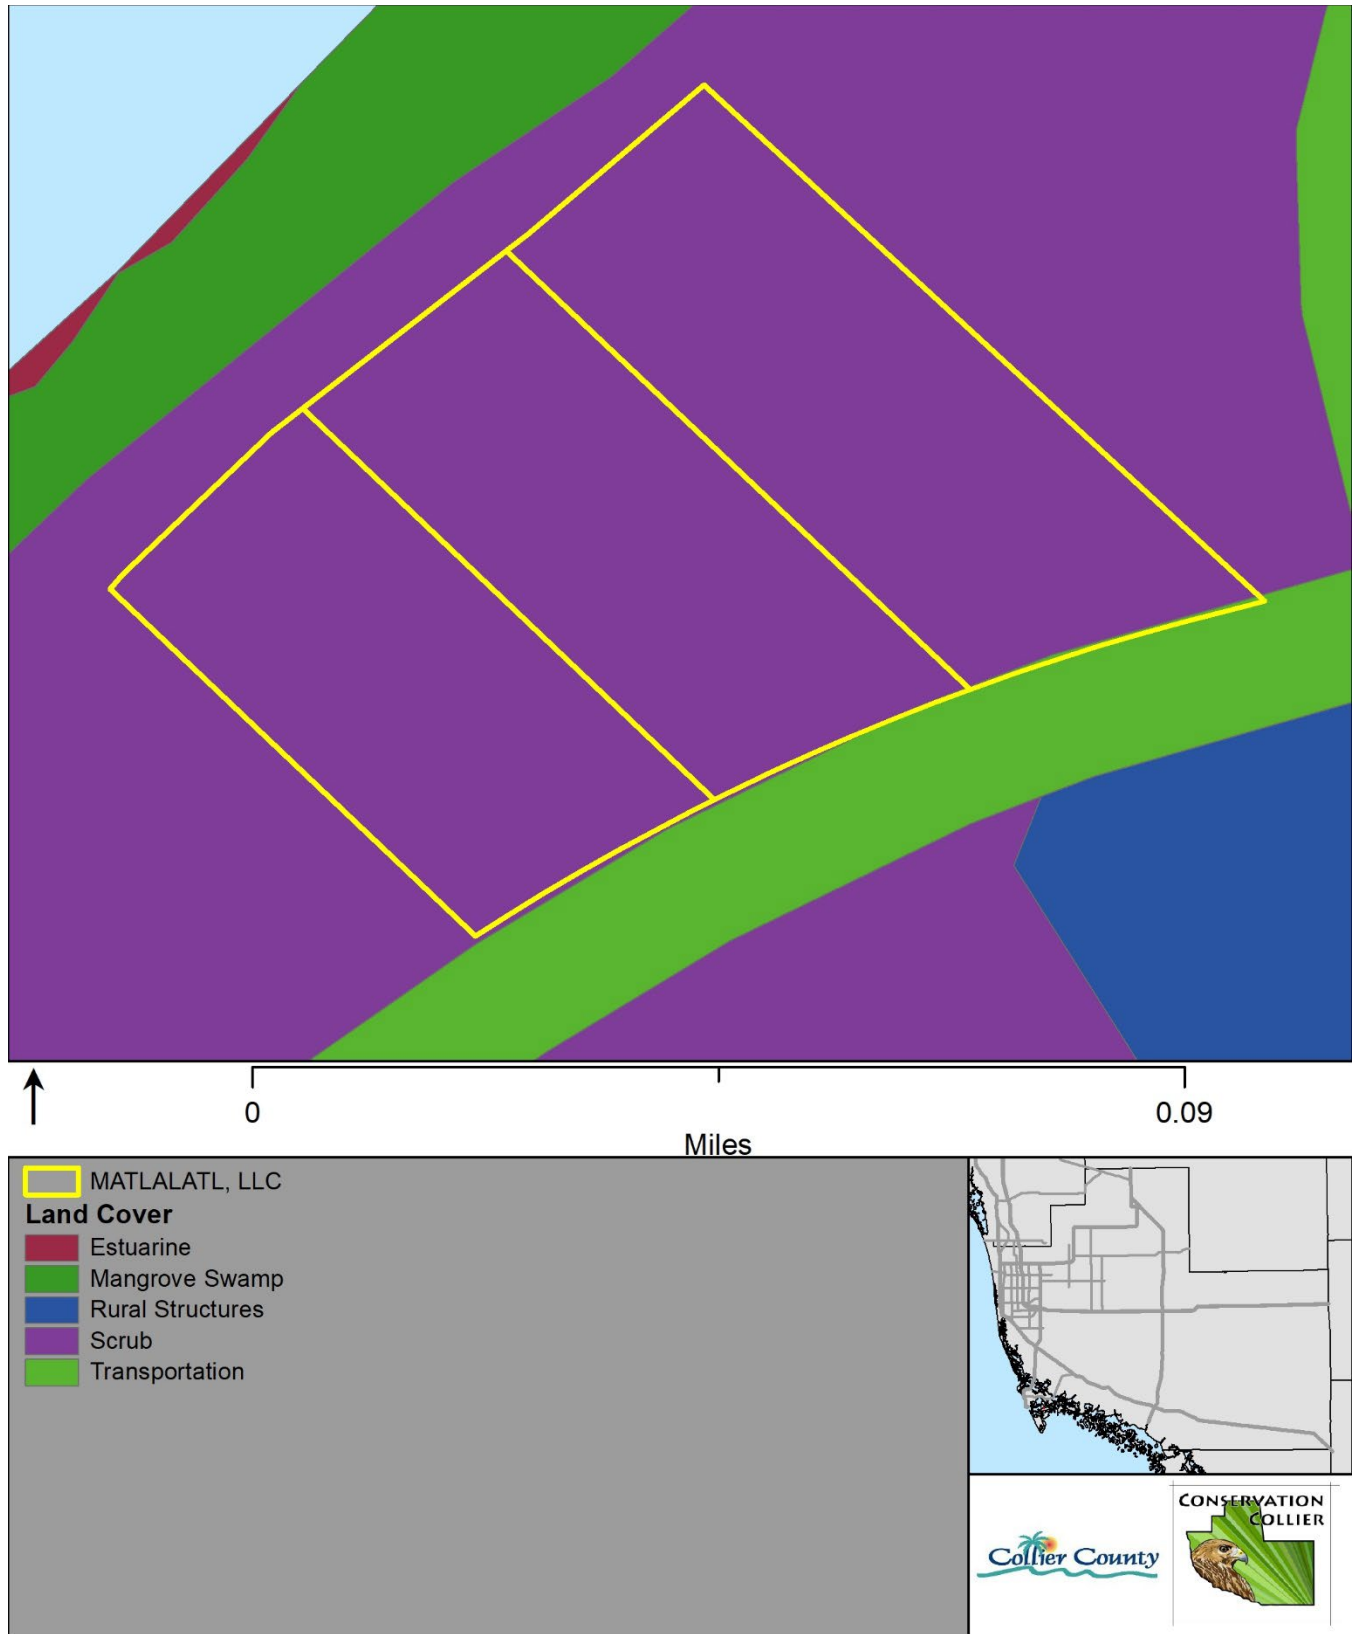 0
0.09
Miles
MATLALATL, LLC
Land Cover
Estuarine
Mangrove Swamp
Rural Structures
Scrub
Transportation
CONSERVATION
COLLIER
Collier County